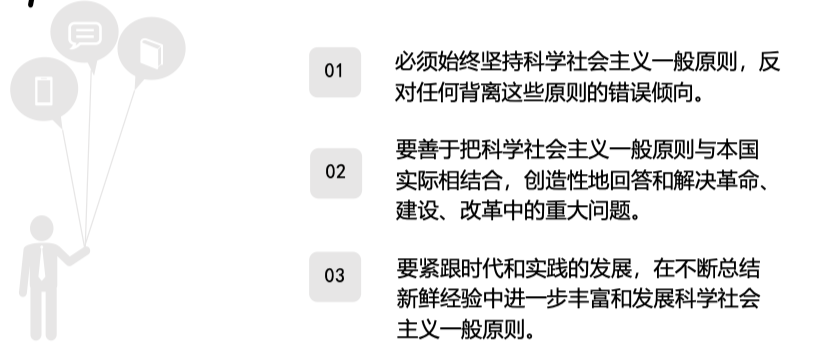 01
必须始终坚持科学社会主义一般原则，反
对任何背离这些原则的错误倾向。
02
要善于把科学社会主义一般原则与本国
实际相结合，创造性地回答和解决革命、
建设、改革中的重大问题。
03
要紧跟时代和实践的发展，在不断总结
新鲜经验中进一步丰富和发展科学社会
主义一般原则。